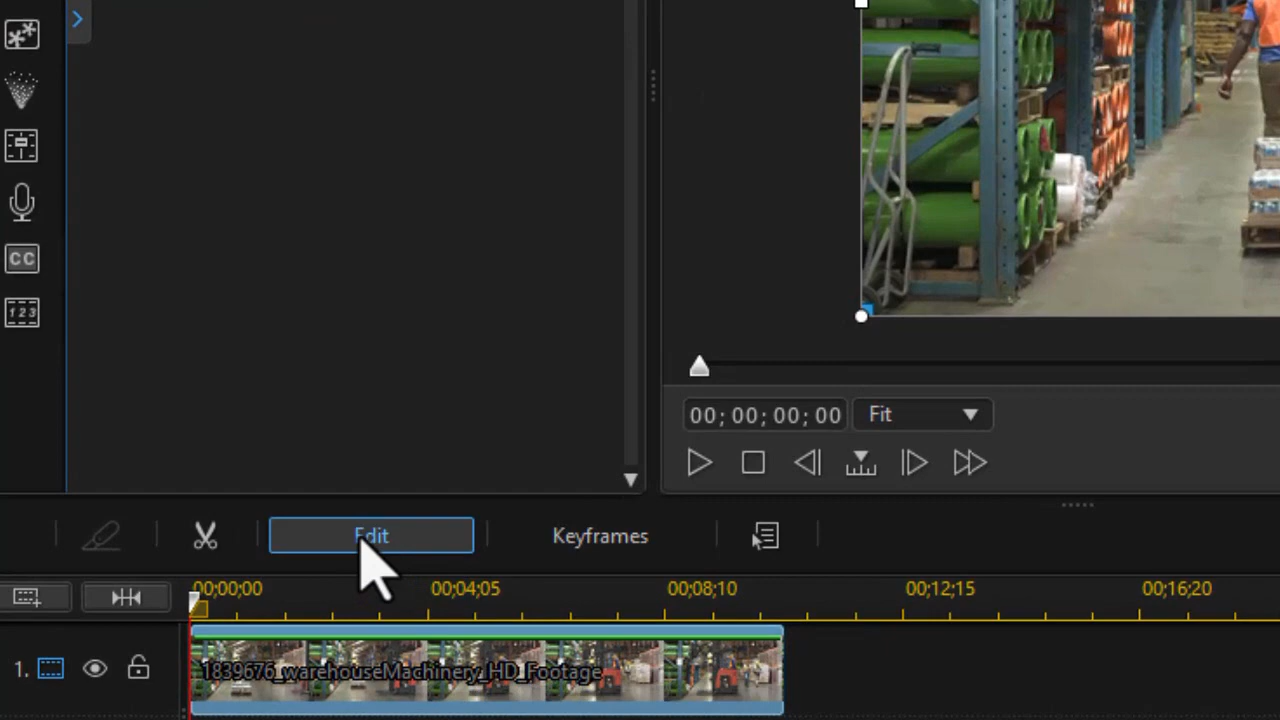 CC
123
00; 00; 00; 00
Fit
Edit
Keyframes
00;00;00
00;04;05
00;08;10
00;12;15
00;16;20
1.
1839676_warehouseMachinery_HD_Footage